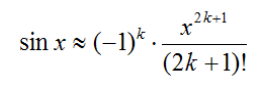 sin x ≈ (−1)^k · x^{2k+1} / (2k +1)!